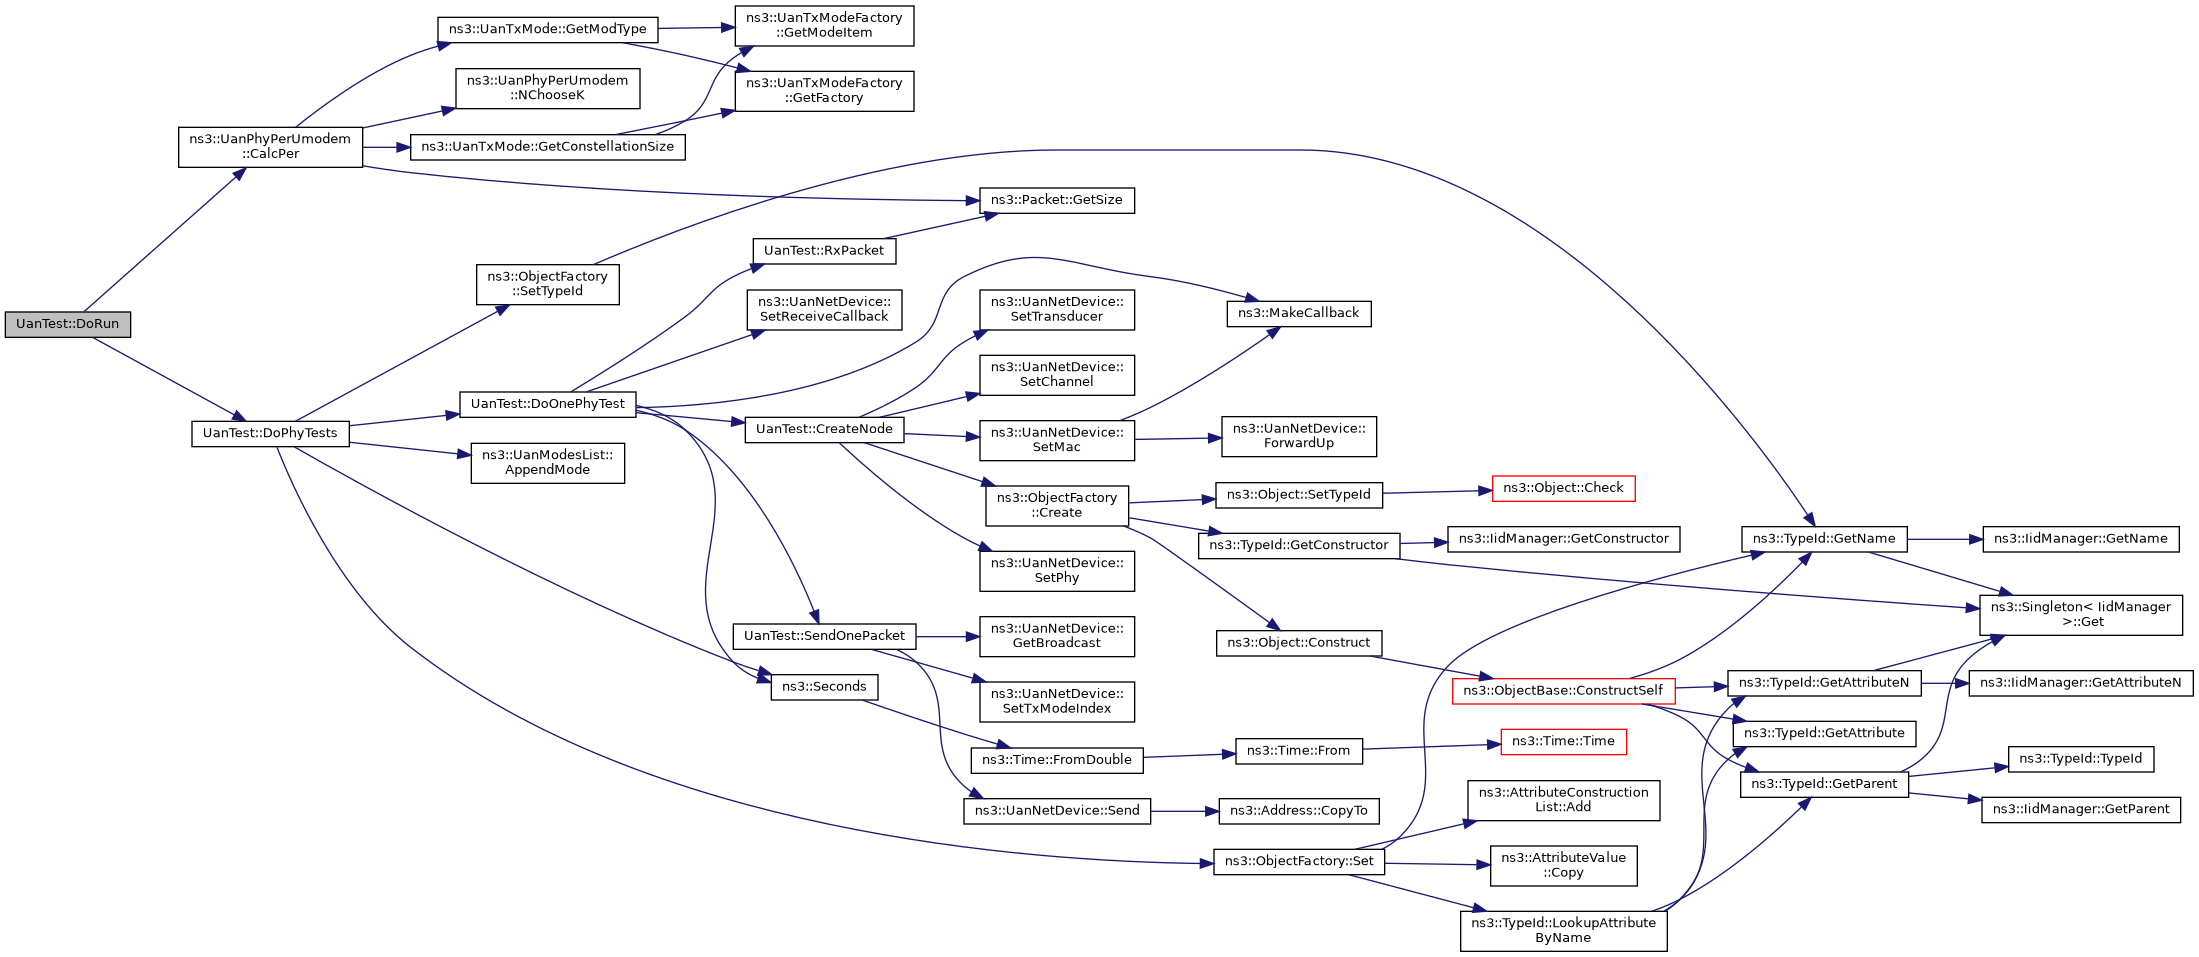 UanTest::DoRun
ns3::UanPhyPerUmodem
::CalcPer
UanTest::DoPhyTests
ns3::UanTxMode::GetModType
ns3::UanPhyPerUmodem
::NChooseK
ns3::UanTxMode::GetConstellationSize
ns3::ObjectFactory
::SetTypeId
UanTest::DoOnePhyTest
ns3::UanModesList::
AppendMode
ns3::UanTxModeFactory
::GetModeItem
ns3::UanTxModeFactory
::GetFactory
UanTest::RxPacket
ns3::UanNetDevice::
SetReceiveCallback
UanTest::CreateNode
UanTest::SendOnePacket
ns3::Seconds
ns3::Packet::GetSize
ns3::UanNetDevice::
SetTransducer
ns3::UanNetDevice::
SetChannel
ns3::UanNetDevice::
SetMac
ns3::ObjectFactory
::Create
ns3::UanNetDevice::
SetPhy
ns3::UanNetDevice::
GetBroadcast
ns3::UanNetDevice::
SetTxModeIndex
ns3::Time::FromDouble
ns3::UanNetDevice::Send
ns3::MakeCallback
ns3::UanNetDevice::
ForwardUp
ns3::Object::SetTypeId
ns3::TypeId::GetConstructor
ns3::Object::Construct
ns3::Time::From
ns3::Address::CopyTo
ns3::ObjectFactory::Set
ns3::Object::Check
ns3::IidManager::GetConstructor
ns3::ObjectBase::ConstructSelf
ns3::Time::Time
ns3::AttributeConstruction
List::Add
ns3::AttributeValue
::Copy
ns3::TypeId::LookupAttribute
ByName
ns3::TypeId::GetName
ns3::TypeId::GetAttributeN
ns3::TypeId::GetAttribute
ns3::TypeId::GetParent
ns3::IidManager::GetName
ns3::Singleton< IidManager
>::Get
ns3::IidManager::GetAttributeN
ns3::TypeId::TypeId
ns3::IidManager::GetParent